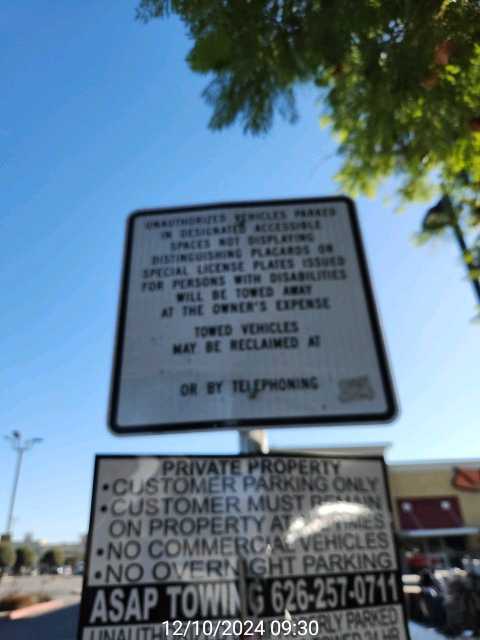 UNAUTHORIZED VEHICLES PARKED
IN DESIGNATED ACCESSIBLE
SPACES NOT DISPLAYING
DISTINGUISHING PLACARDS OR
SPECIAL LICENSE PLATES ISSUED
FOR PERSONS WITH DISABILITIES
WILL BE TOWED AWAY
AT THE OWNER'S EXPENSE
TOWED VEHICLES
MAY BE RECLAIMED AT
OR BY TELEPHONING
PRIVATE PROPERTY
•CUSTOMER PARKING ONLY
•CUSTOMER MUST REMAIN
ON PROPERTY AT ALL TIMES
•NO COMMERCIAL VEHICLES
•NO OVERNIGHT PARKING
ASAP TOWING 626-257-0711
PARKED
12/10/2024 09:30